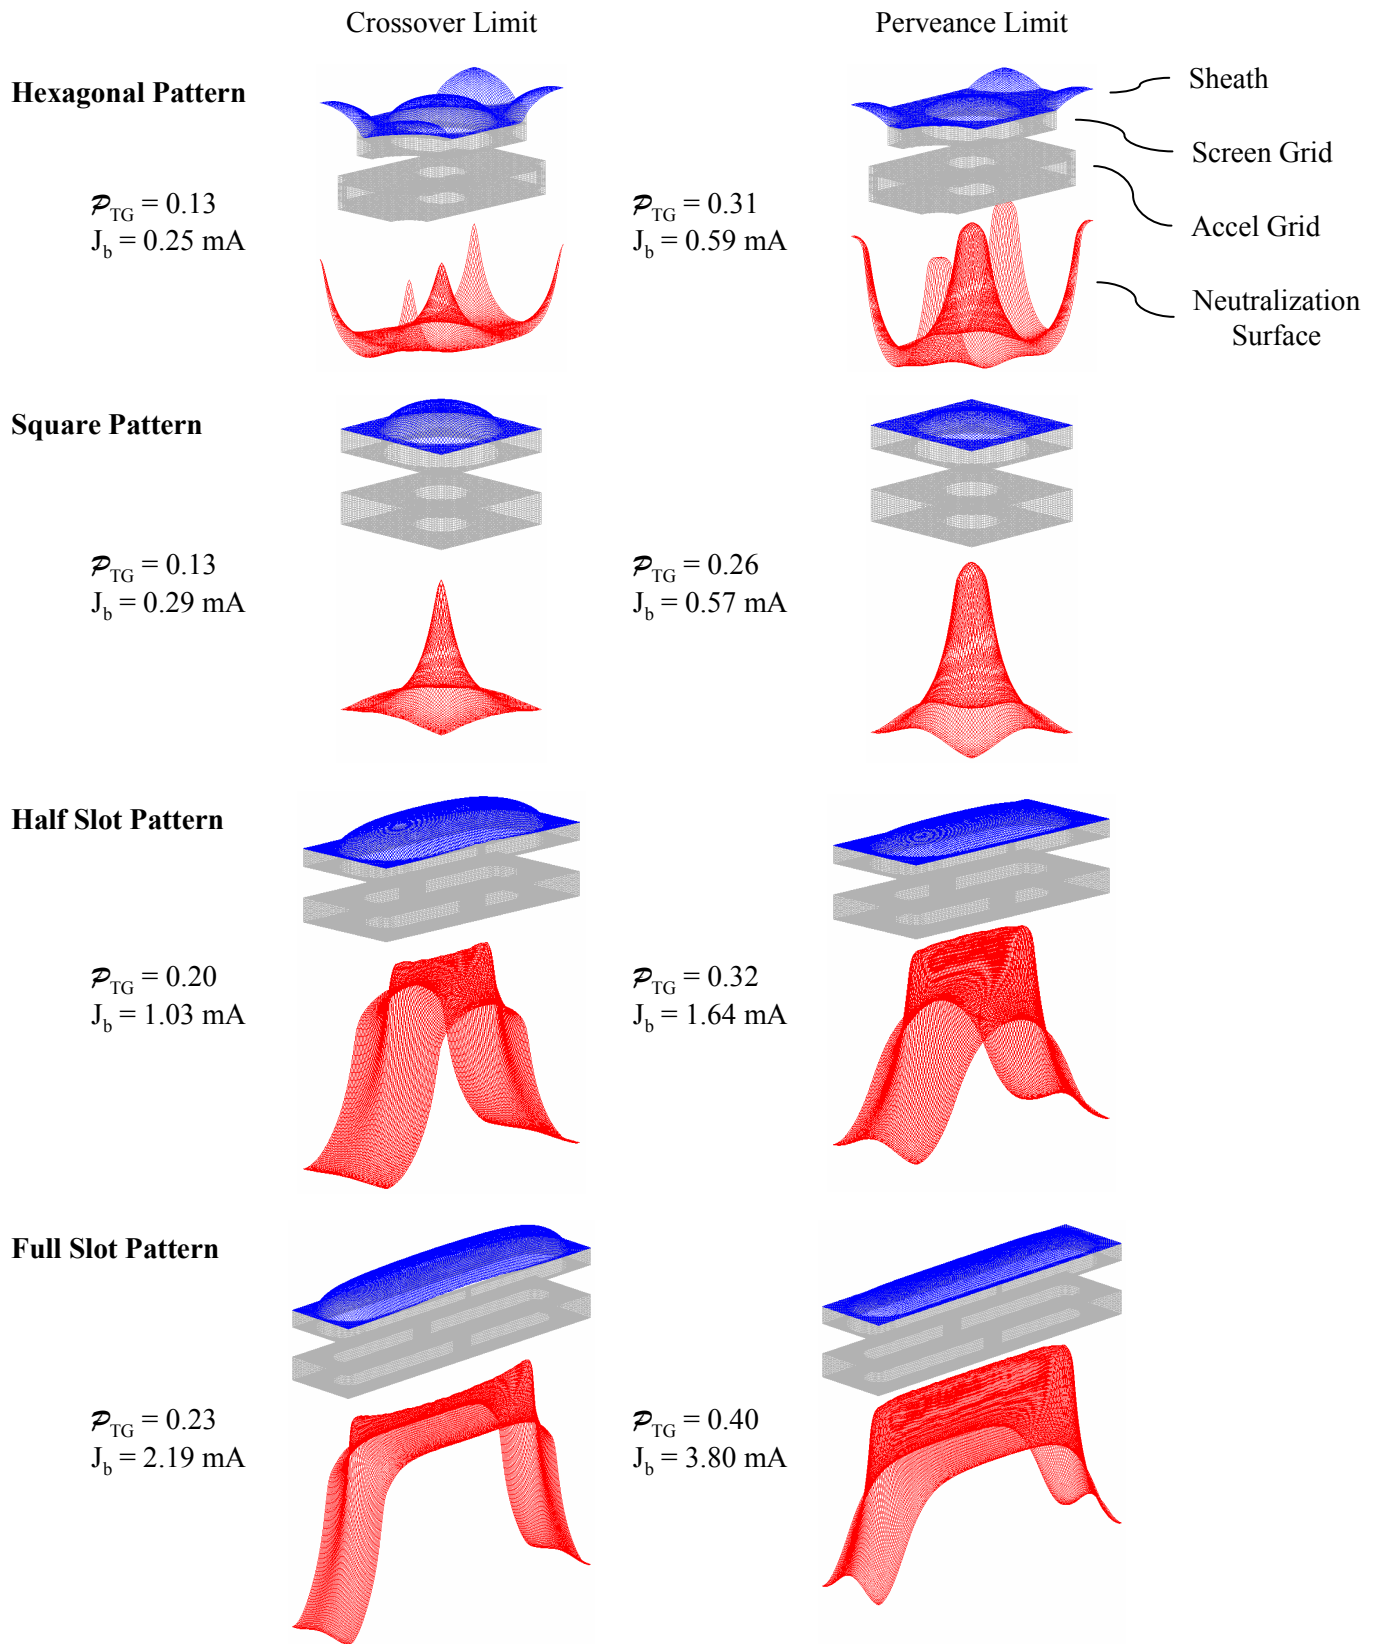 Crossover Limit
Perveance Limit
Hexagonal Pattern
Sheath
Screen Grid
Accel Grid
Neutralization
Surface
𝓟TG = 0.13
Jb = 0.25 mA
𝓟TG = 0.31
Jb = 0.59 mA
Square Pattern
𝓟TG = 0.13
Jb = 0.29 mA
𝓟TG = 0.26
Jb = 0.57 mA
Half Slot Pattern
𝓟TG = 0.20
Jb = 1.03 mA
𝓟TG = 0.32
Jb = 1.64 mA
Full Slot Pattern
𝓟TG = 0.23
Jb = 2.19 mA
𝓟TG = 0.40
Jb = 3.80 mA